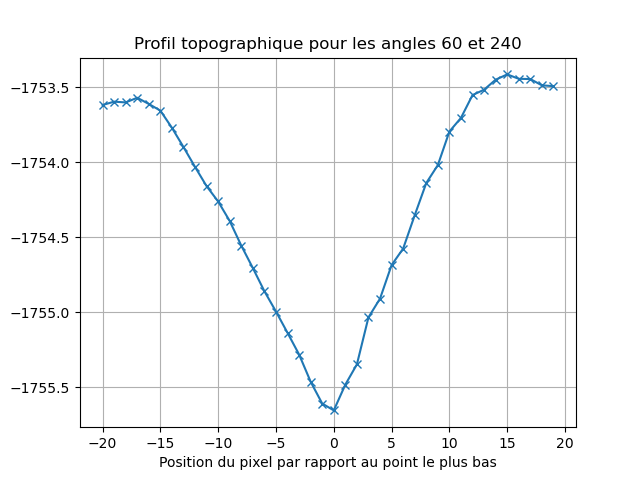 Profil topographique pour les angles 60 et 240
−1753.5
−1754.0
−1754.5
−1755.0
−1755.5
−20 −15 −10 −5 0 5 10 15 20
Position du pixel par rapport au point le plus bas